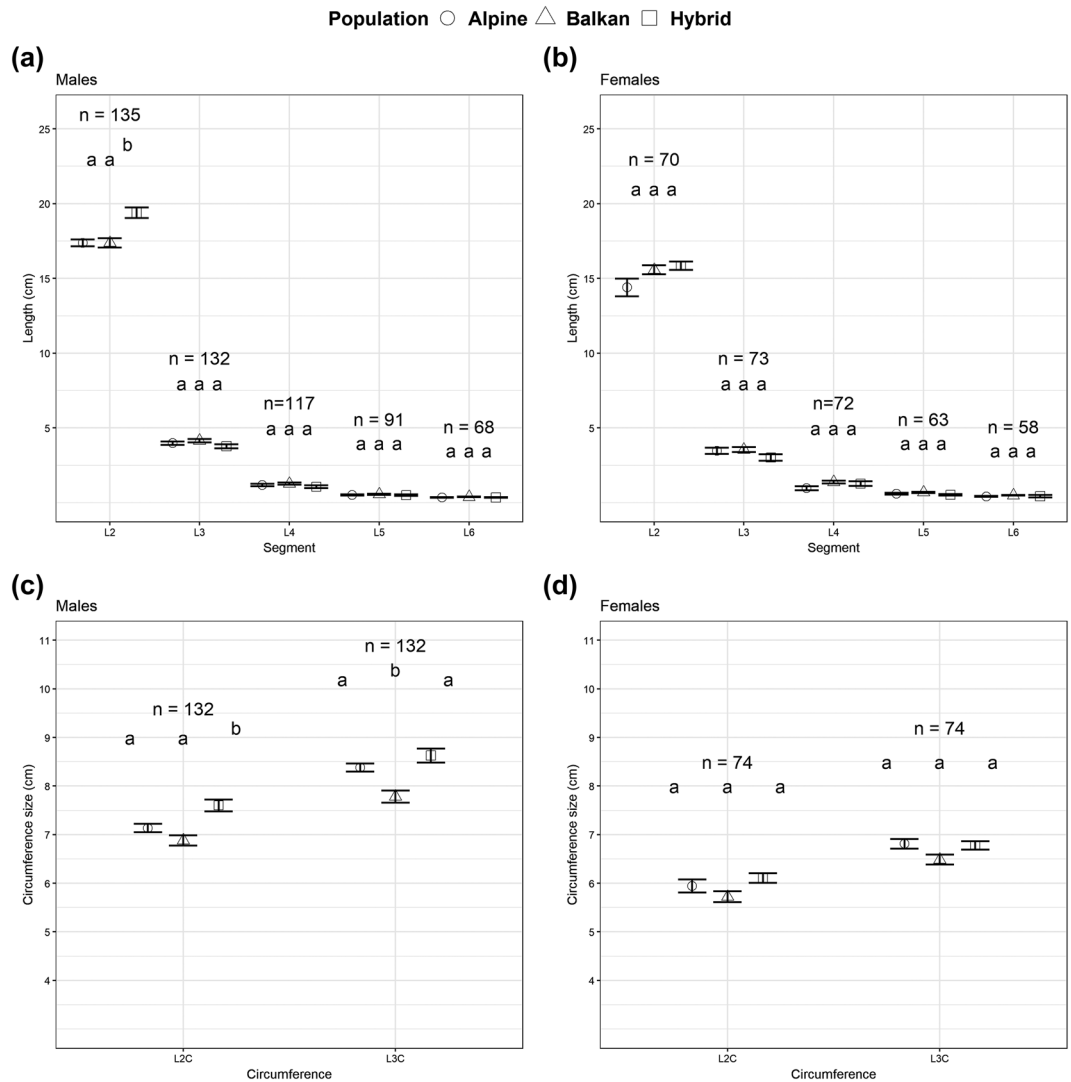 Population Alpine Balkan Hybrid
(a)
Males
n = 135
a a b
n = 132
a a a
n=117
a a a
n = 91
a a a
n = 68
a a a
25
20
15
10
5
Length (cm)
L2 L3 L4 L5 L6
Segment
(b)
Females
n = 70
a a a
n = 73
a a a
n=72
a a a
n = 63
a a a
n = 58
a a a
25
20
15
10
5
Length (cm)
L2 L3 L4 L5 L6
Segment
(c)
Males
n = 132
a a b
n = 132
a b a
11
10
9
8
7
6
5
4
Circumference size (cm)
L2C L3C
Circumference
(d)
Females
n = 74
a a a
n = 74
a a a
11
10
9
8
7
6
5
4
Circumference size (cm)
L2C L3C
Circumference